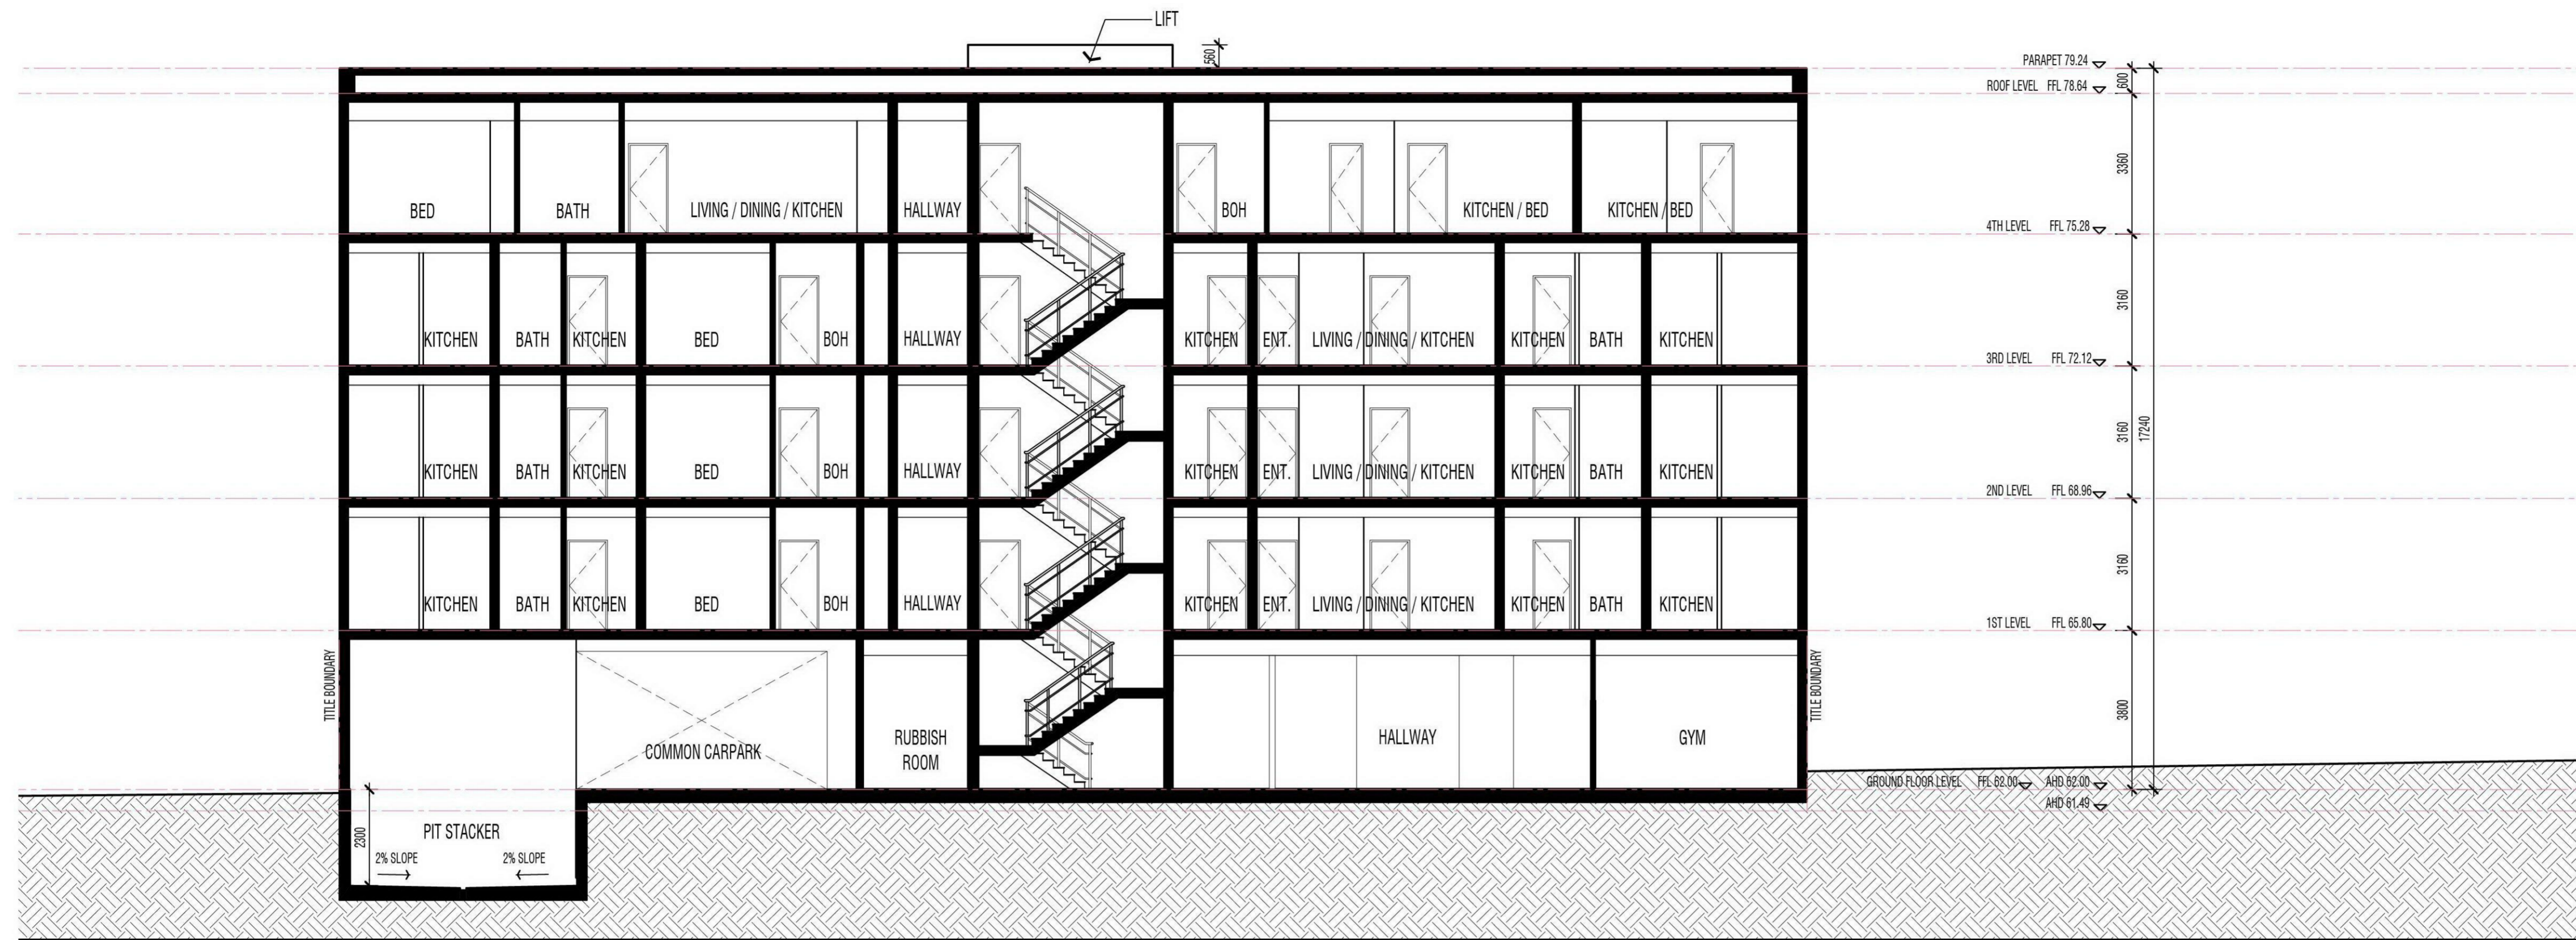 LIFT
560
PARAPET 79.24
600
ROOF LEVEL FFL 78.64
3360
BED
BATH
LIVING / DINING / KITCHEN
HALLWAY
BOH
KITCHEN / BED
KITCHEN / BED
4TH LEVEL FFL 75.28
3160
KITCHEN
BATH
KITCHEN
BED
BOH
HALLWAY
KITCHEN
ENT.
LIVING / DINING / KITCHEN
KITCHEN
BATH
KITCHEN
3RD LEVEL FFL 72.12
3160
17240
KITCHEN
BATH
KITCHEN
BED
BOH
HALLWAY
KITCHEN
ENT.
LIVING / DINING / KITCHEN
KITCHEN
BATH
KITCHEN
2ND LEVEL FFL 68.96
3160
KITCHEN
BATH
KITCHEN
BED
BOH
HALLWAY
KITCHEN
ENT.
LIVING / DINING / KITCHEN
KITCHEN
BATH
KITCHEN
1ST LEVEL FFL 65.80
TITLE BOUNDARY
TITLE BOUNDARY
3800
COMMON CARPARK
RUBBISH
ROOM
HALLWAY
GYM
GROUND FLOOR LEVEL FFL 62.00 AHD 62.00
AHD 61.49
2300
PIT STACKER
2% SLOPE
2% SLOPE